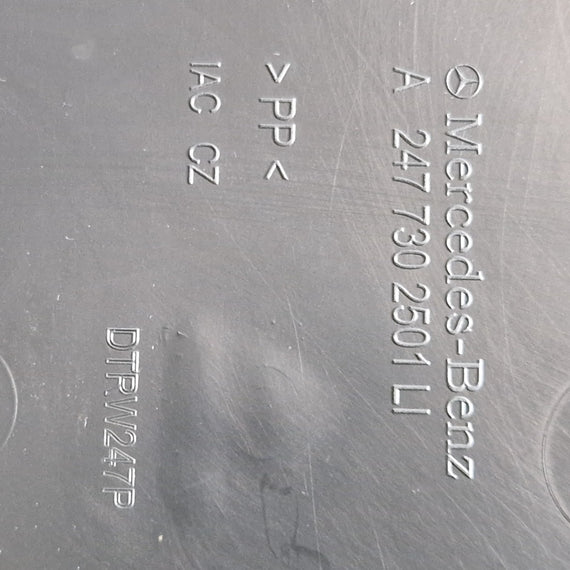 Mercedes-Benz
A 247 730 2501 LI
>PP<
IAC CZ
DTP.W247P